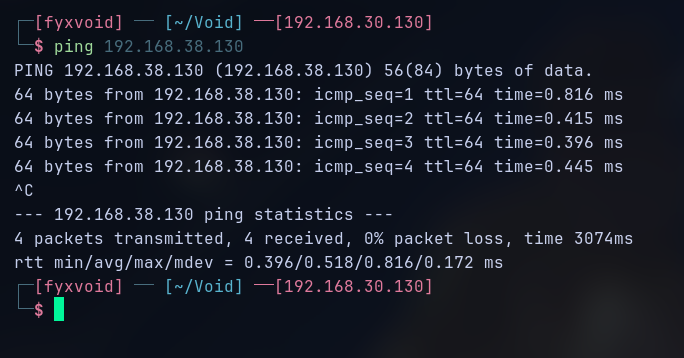 ┌─[fyxvoid] ── [~/Void] ──[192.168.30.130]
└─$ ping 192.168.38.130
PING 192.168.38.130 (192.168.38.130) 56(84) bytes of data.
64 bytes from 192.168.38.130: icmp_seq=1 ttl=64 time=0.816 ms
64 bytes from 192.168.38.130: icmp_seq=2 ttl=64 time=0.415 ms
64 bytes from 192.168.38.130: icmp_seq=3 ttl=64 time=0.396 ms
64 bytes from 192.168.38.130: icmp_seq=4 ttl=64 time=0.445 ms
^C
--- 192.168.38.130 ping statistics ---
4 packets transmitted, 4 received, 0% packet loss, time 3074ms
rtt min/avg/max/mdev = 0.396/0.518/0.816/0.172 ms
┌─[fyxvoid] ── [~/Void] ──[192.168.30.130]
└─$